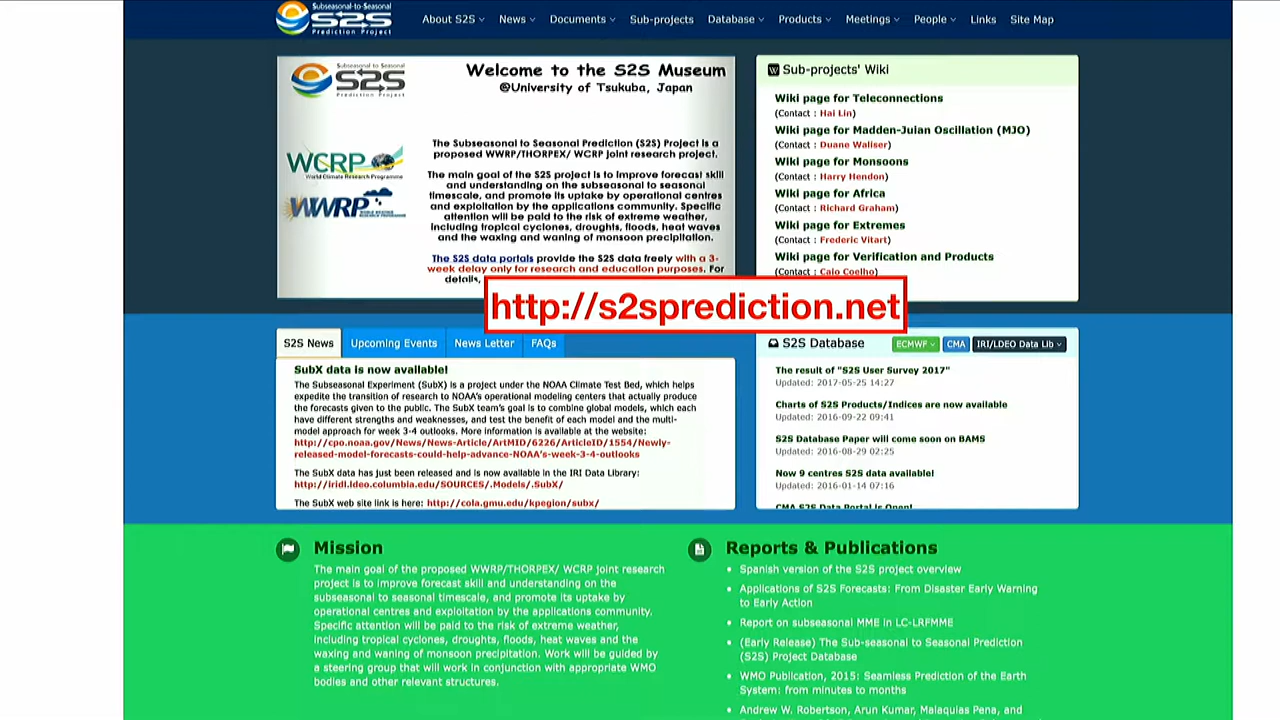 Subseasonal-to-Seasonal
S2S
Prediction Project
About S2S News Documents Sub-projects Database Products Meetings People Links Site Map
Subseasonal to Seasonal
S2S
Prediction Project
Welcome to the S2S Museum
@University of Tsukuba, Japan
WCRP
World Climate Research Programme
WWRP
WORLD WEATHER
RESEARCH PROGRAMME
The Subseasonal to Seasonal Prediction (S2S) Project is a
proposed WWRP/THORPEX/ WCRP joint research project.
The main goal of the S2S project is to improve forecast skill
and understanding on the subseasonal to seasonal
timescale, and promote its uptake by operational centres
and exploitation by the applications community. Specific
attention will be paid to the risk of extreme weather,
including tropical cyclones, droughts, floods, heat waves
and the waxing and waning of monsoon precipitation.
The S2S data portals provide the S2S data freely with a 3-
week delay only for research and education purposes. For
details,
Sub-projects' Wiki
Wiki page for Teleconnections
(Contact : Hai Lin)
Wiki page for Madden-Julan Oscillation (MJO)
(Contact : Duane Waliser)
Wiki page for Monsoons
(Contact : Harry Hendon)
Wiki page for Africa
(Contact : Richard Graham)
Wiki page for Extremes
(Contact : Frederic Vitart)
Wiki page for Verification and Products
(Contact : Caio Coelho)
http://s2sprediction.net
S2S News Upcoming Events News Letter FAQs
SubX data is now available!
The Subseasonal Experiment (SubX) is a project under the NOAA Climate Test Bed, which helps
expedite the transition of research to NOAA's operational modeling centers that actually produce
the forecasts given to the public. The SubX team's goal is to combine global models, which each
have different strengths and weaknesses, and test the benefit of each model and the multi-
model approach for week 3-4 outlooks. More information is available at the website:
http://cpo.noaa.gov/News/News-Article/ArtMID/6226/ArticleID/1554/Newly-
released-model-forecasts-could-help-advance-NOAA's-week-3-4-outlooks
The SubX data has just been released and is now available in the IRI Data Library:
http://iridl.ldeo.columbia.edu/SOURCES/.Models/.SubX/
The SubX web site link is here: http://cola.gmu.edu/kpegion/subx/
S2S Database ECMWF CMA IRI/LDEO Data Lib
The result of "S2S User Survey 2017"
Updated: 2017-05-25 14:27
Charts of S2S Products/Indices are now available
Updated: 2016-09-22 09:41
S2S Database Paper will come soon on BAMS
Updated: 2016-08-29 02:25
Now 9 centres S2S data available!
Updated: 2016-01-14 07:16
CMA S2S Data Portal is Open!
Mission
The main goal of the proposed WWRP/THORPEX/ WCRP joint research
project is to improve forecast skill and understanding on the
subseasonal to seasonal timescale, and promote its uptake by
operational centres and exploitation by the applications community.
Specific attention will be paid to the risk of extreme weather,
including tropical cyclones, droughts, floods, heat waves and the
waxing and waning of monsoon precipitation. Work will be guided by
a steering group that will work in conjunction with appropriate WMO
bodies and other relevant structures.
Reports & Publications
Spanish version of the S2S project overview
Applications of S2S Forecasts: From Disaster Early Warning
to Early Action
Report on subseasonal MME in LC-LRFMME
(Early Release) The Sub-seasonal to Seasonal Prediction
(S2S) Project Database
WMO Publication, 2015: Seamless Prediction of the Earth
System: from minutes to months
Andrew W. Robertson, Arun Kumar, Malaquias Pena, and